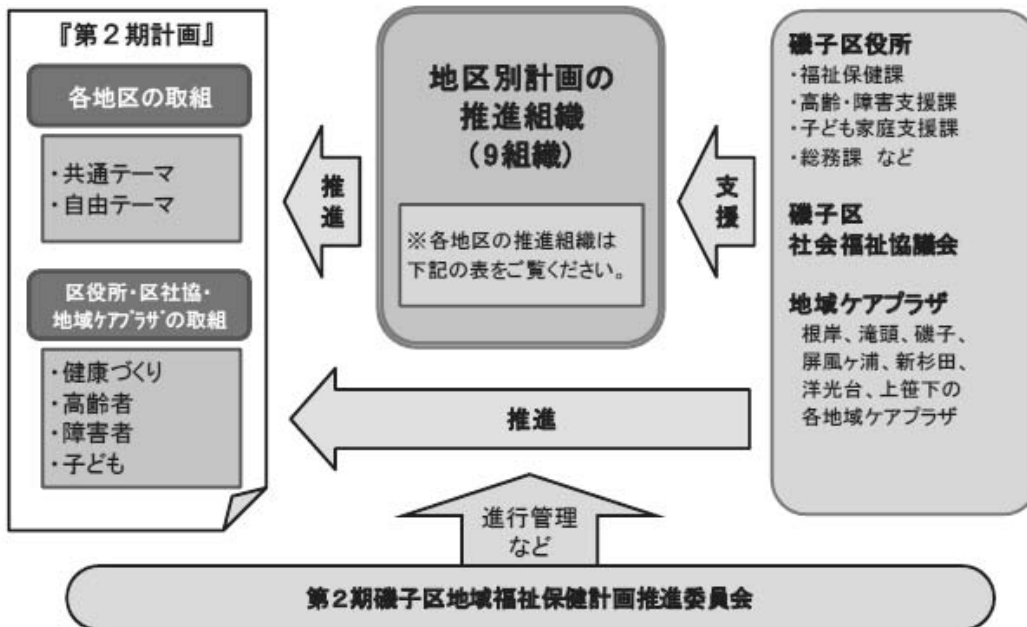 『第２期計画』
各地区の取組
・共通テーマ
・自由テーマ
区役所・区社協・
地域ｹｱﾌﾟﾗｻﾞの取組
・健康づくり
・高齢者
・障害者
・子ども
推進
地区別計画の
推進組織
（９組織）
※各地区の推進組織は
下記の表をご覧ください。
支援
磯子区役所
・福祉保健課
・高齢・障害支援課
・子ども家庭支援課
・総務課 など
磯子区
社会福祉協議会
地域ケアプラザ
根岸、滝頭、磯子、
屏風ヶ浦、新杉田、
洋光台、上笹下の
各地域ケアプラザ
推進
進行管理
など
第２期磯子区地域福祉保健計画推進委員会